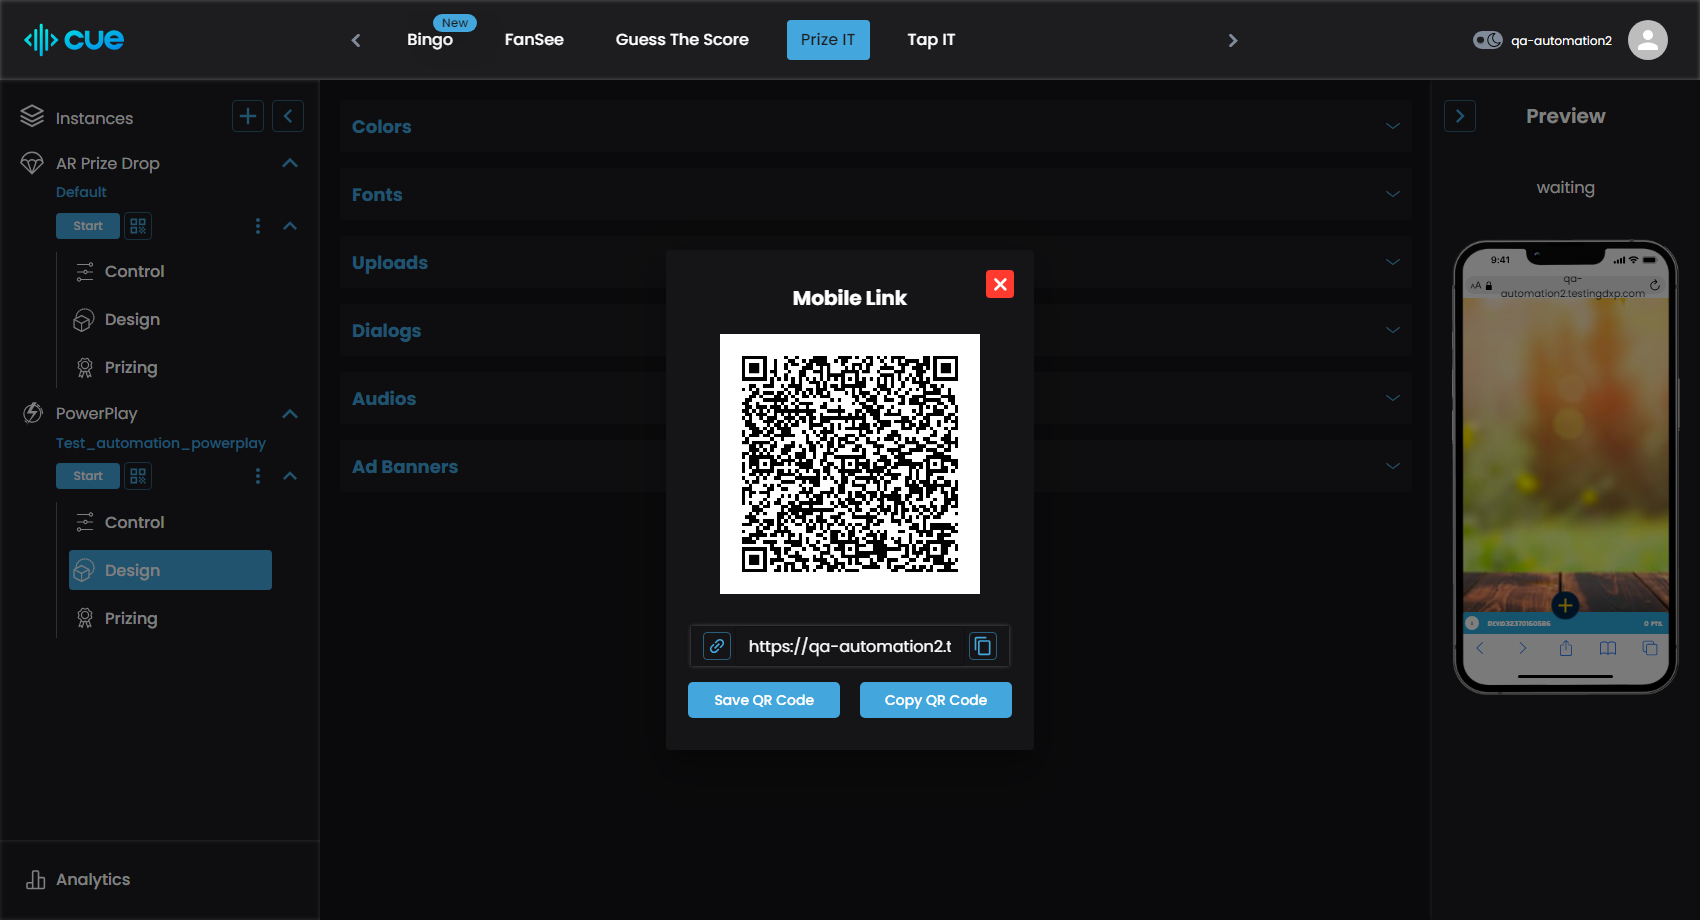 cue
New
Bingo
FanSee
Guess The Score
Prize IT
Tap IT
qa-automation2
Instances
AR Prize Drop
Default
Start
Control
Design
Prizing
PowerPlay
Test_automation_powerplay
Start
Control
Design
Prizing
Analytics
Colors
Fonts
Uploads
Dialogs
Audios
Ad Banners
Mobile Link
https://qa-automation2.t
Save QR Code
Copy QR Code
Preview
waiting
9:41
AA
qa-
automation2.testingdxp.com
0 PTS.